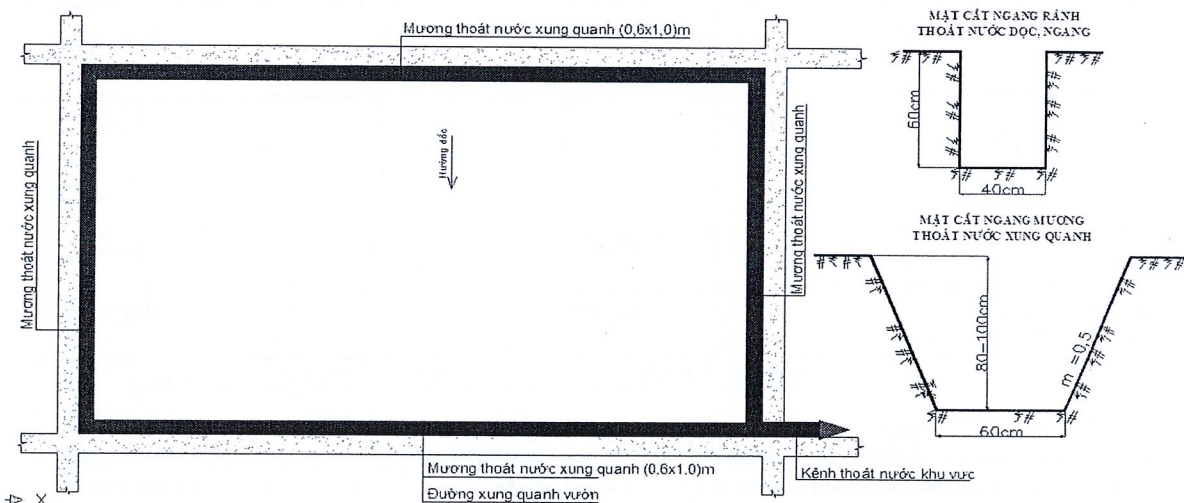 Mương thoát nước xung quanh (0,6x1,0)m
Mương thoát nước xung quanh
Hướng dốc
Mương thoát nước xung quanh
Mương thoát nước xung quanh (0,6x1,0)m
Đường xung quanh vườn
Kênh thoát nước khu vực
MẶT CẮT NGANG RÃNH
THOÁT NƯỚC DỌC, NGANG
60cm
40cm
MẶT CẮT NGANG MƯƠNG
THOÁT NƯỚC XUNG QUANH
80-100cm
m =0,5
60cm